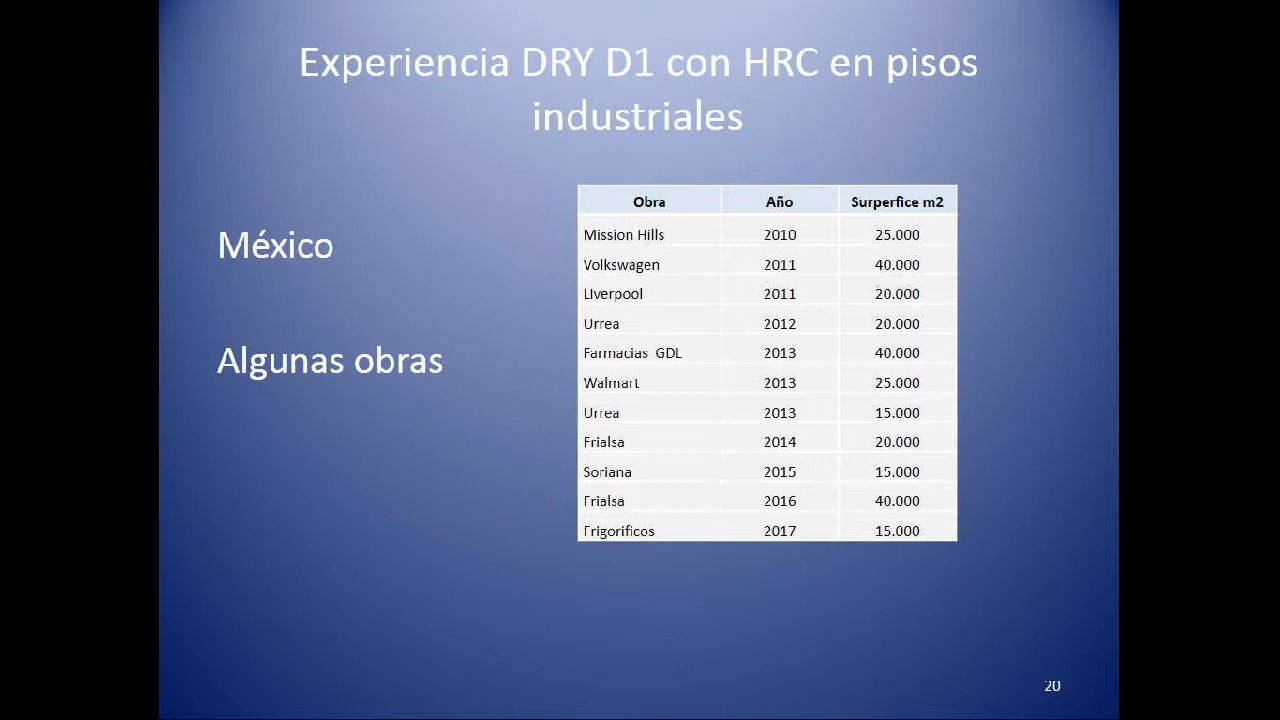 Experiencia DRY D1 con HRC en pisos
industriales
México
Algunas obras
Obra Año Surperfice m2
Mission Hills 2010 25.000
Volkswagen 2011 40.000
Liverpool 2011 20.000
Urrea 2012 20.000
Farmacias GDL 2013 40.000
Walmart 2013 25.000
Urrea 2013 15.000
Frialsa 2014 20.000
Soriana 2015 15.000
Frialsa 2016 40.000
Frigorificos 2017 15.000
20